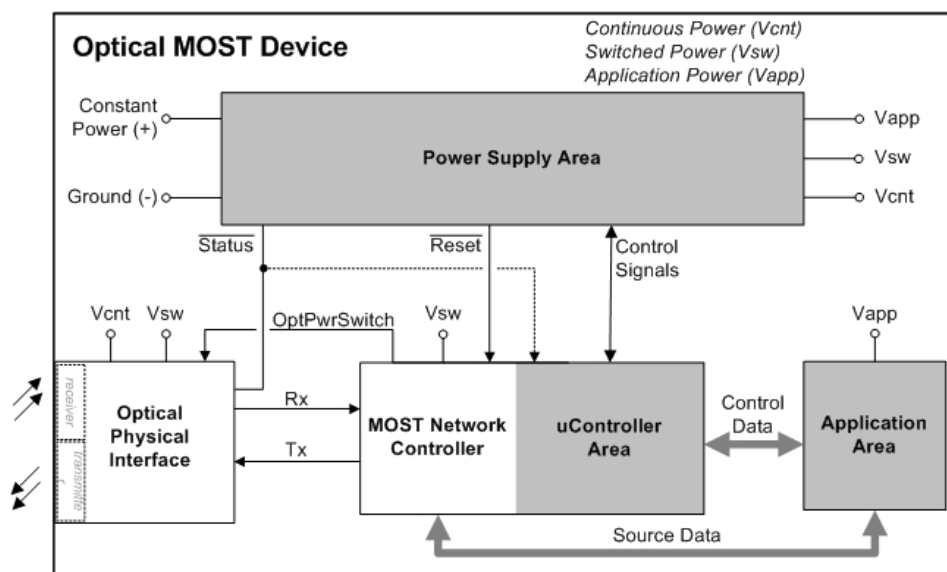 Optical MOST Device
Continuous Power (Vcnt)
Switched Power (Vsw)
Application Power (Vapp)
Constant
Power (+)
Ground (-)
Power Supply Area
Vapp
Vsw
Vcnt
Status
Reset
Control
Signals
Vcnt
Vsw
OptPwrSwitch
Vsw
Vapp
receiver
transmitte
r
Optical
Physical
Interface
Rx
Tx
MOST Network
Controller
uController
Area
Control
Data
Application
Area
Source Data